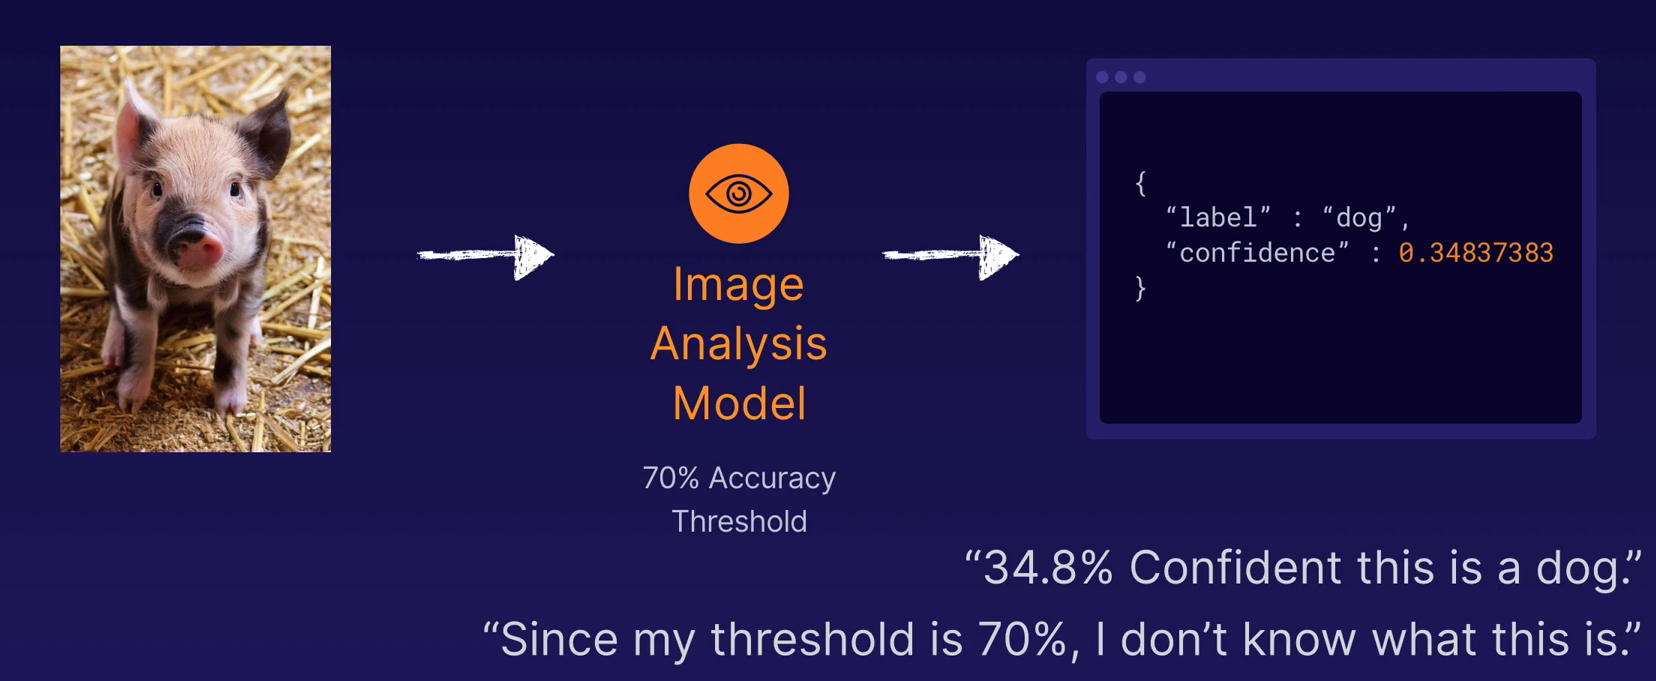 Image
Analysis
Model
70% Accuracy
Threshold
{
“label” : “dog”,
“confidence” : 0.34837383
}
“34.8% Confident this is a dog.”
“Since my threshold is 70%, I don’t know what this is.”